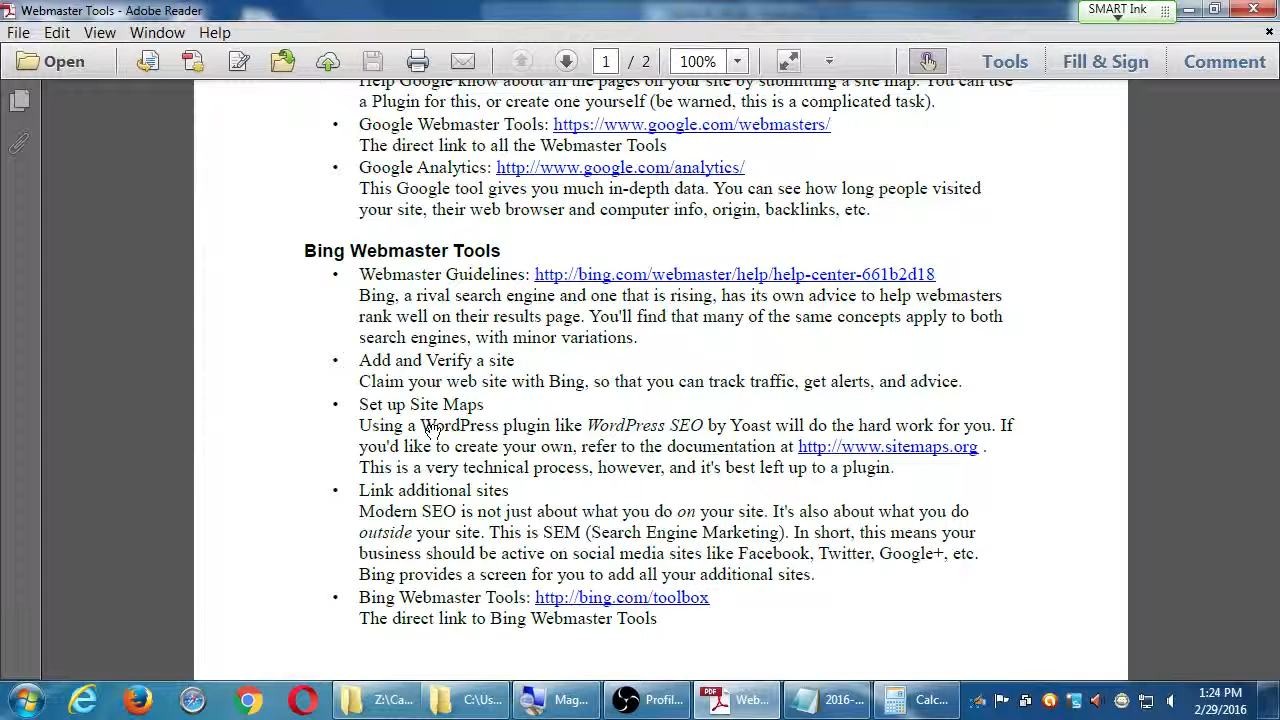 Webmaster Tools - Adobe Reader
SMART Ink
File Edit View Window Help
Open
1 / 2
100%
Tools
Fill & Sign
Comment
Help Google know about all the pages on your site by submitting a site map. You can use
a Plugin for this, or create one yourself (be warned, this is a complicated task).
• Google Webmaster Tools: https://www.google.com/webmasters/
The direct link to all the Webmaster Tools
• Google Analytics: http://www.google.com/analytics/
This Google tool gives you much in-depth data. You can see how long people visited
your site, their web browser and computer info, origin, backlinks, etc.
Bing Webmaster Tools
• Webmaster Guidelines: http://bing.com/webmaster/help/help-center-661b2d18
Bing, a rival search engine and one that is rising, has its own advice to help webmasters
rank well on their results page. You'll find that many of the same concepts apply to both
search engines, with minor variations.
• Add and Verify a site
Claim your web site with Bing, so that you can track traffic, get alerts, and advice.
• Set up Site Maps
Using a WordPress plugin like WordPress SEO by Yoast will do the hard work for you. If
you'd like to create your own, refer to the documentation at http://www.sitemaps.org .
This is a very technical process, however, and it's best left up to a plugin.
• Link additional sites
Modern SEO is not just about what you do on your site. It's also about what you do
outside your site. This is SEM (Search Engine Marketing). In short, this means your
business should be active on social media sites like Facebook, Twitter, Google+, etc.
Bing provides a screen for you to add all your additional sites.
• Bing Webmaster Tools: http://bing.com/toolbox
The direct link to Bing Webmaster Tools
Z:\Ca...
C:\Us...
Mag...
Profil...
PDF
Web...
2016-...
Calc...
1:24 PM
2/29/2016